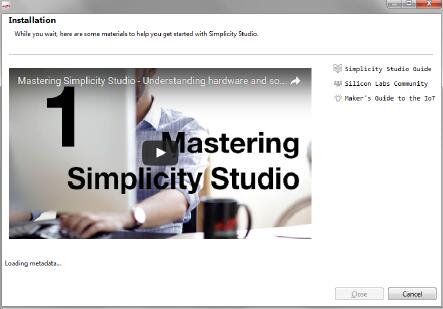 Installation
While you wait, here are some materials to help you get started with Simplicity Studio.
Mastering Simplicity Studio - Understanding hardware and so...
Simplicity Studio Guide
Silicon Labs Community
Maker's Guide to the IoT
1
Mastering
Simplicity Studio
Loading metadata...
Close
Cancel